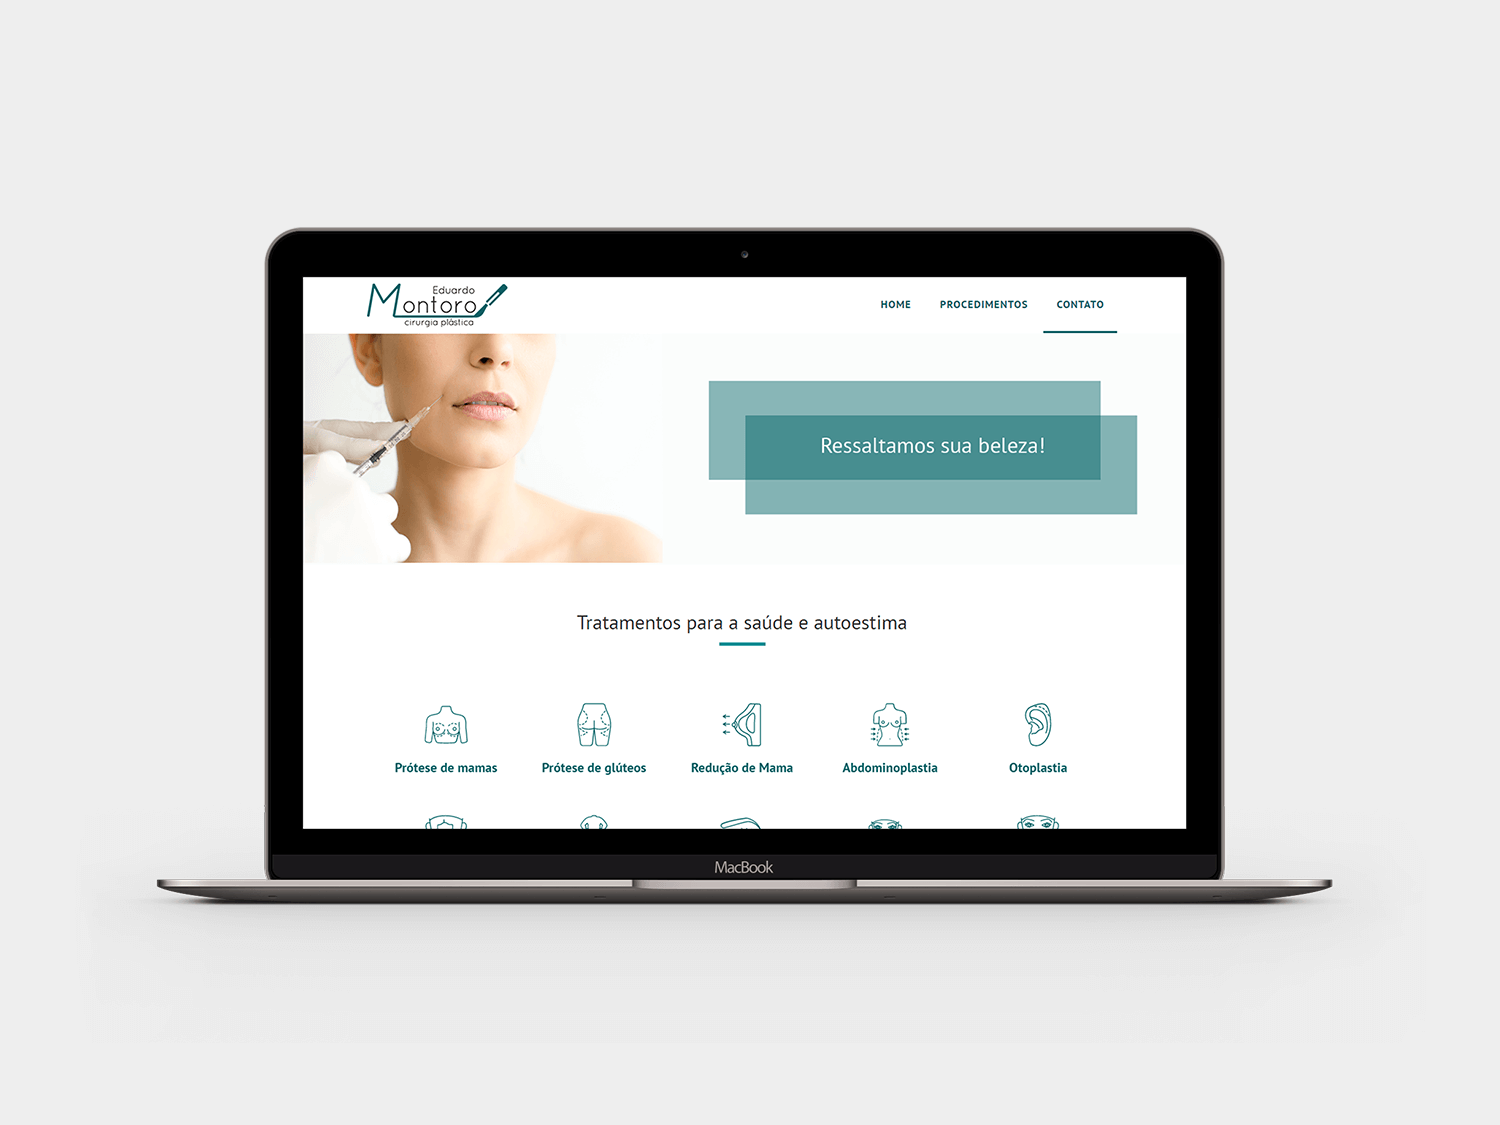 Eduardo
Montoro
cirurgia plástica
HOME PROCEDIMENTOS CONTATO
Ressaltamos sua beleza!
Tratamentos para a saúde e autoestima
Prótese de mamas Prótese de glúteos Redução de Mama Abdominoplastia Otoplastia
MacBook